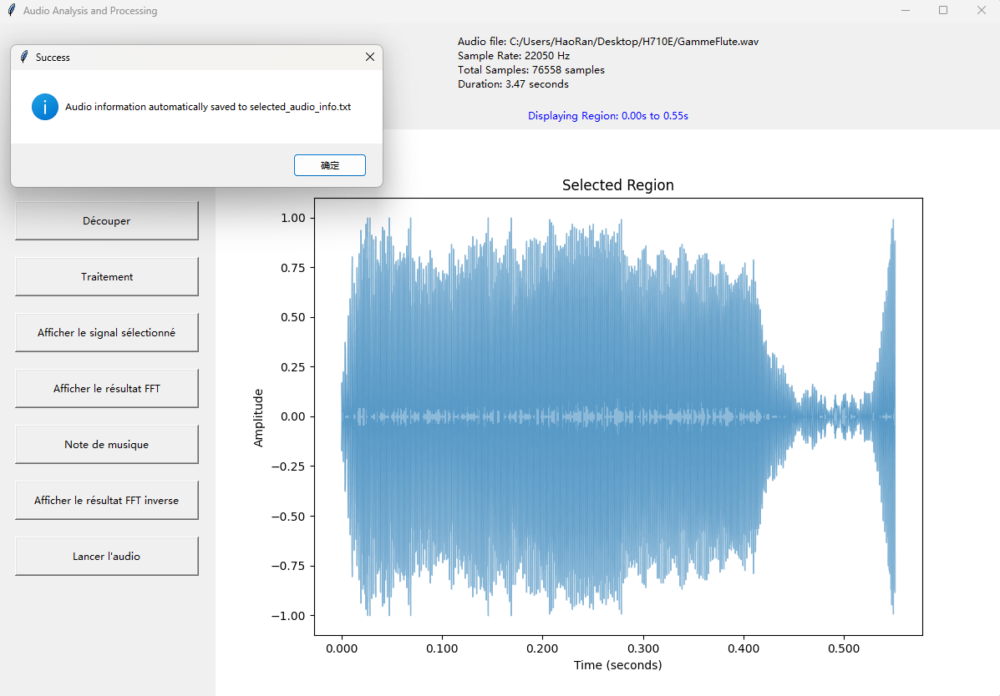 Audio Analysis and Processing
Audio file: C:/Users/HaoRan/Desktop/H710E/GammeFlute.wav
Sample Rate: 22050 Hz
Total Samples: 76558 samples
Duration: 3.47 seconds
Displaying Region: 0.00s to 0.55s
Success
Audio information automatically saved to selected_audio_info.txt
确定
Découper
Traitement
Afficher le signal sélectionné
Afficher le résultat FFT
Note de musique
Afficher le résultat FFT inverse
Lancer l'audio
Selected Region
1.00
0.75
0.50
0.25
0.00
−0.25
−0.50
−0.75
−1.00
Amplitude
0.000 0.100 0.200 0.300 0.400 0.500
Time (seconds)